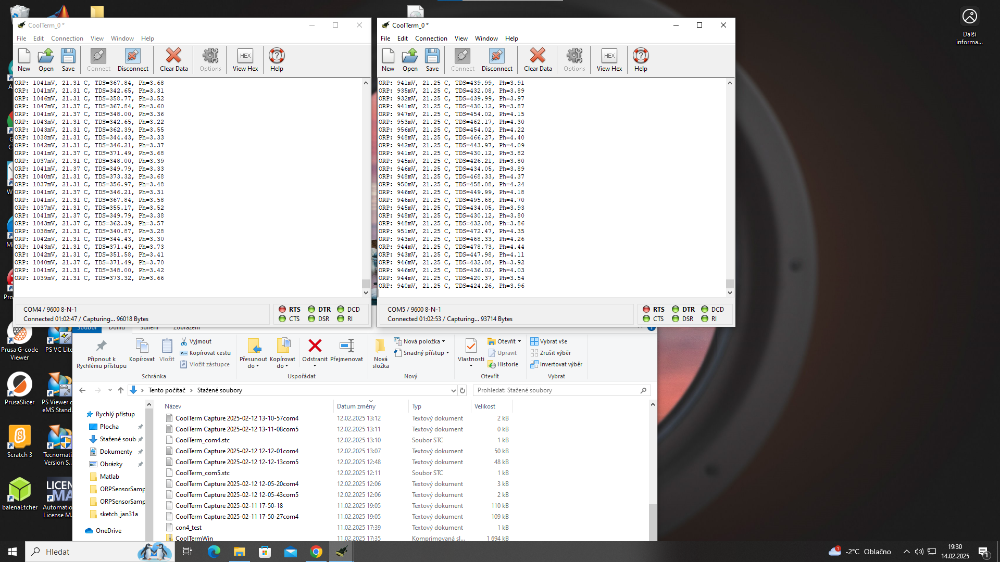 CoolTerm_0 *
File Edit Connection View Window Help
New Open Save Connect Disconnect Clear Data Options HEX View Hex Help
ORP: 1041mV, 21.31 C, TDS=367.84, Ph=3.68
ORP: 1041mV, 21.31 C, TDS=342.65, Ph=3.31
ORP: 1046mV, 21.31 C, TDS=358.77, Ph=3.52
ORP: 1047mV, 21.37 C, TDS=367.84, Ph=3.60
ORP: 1041mV, 21.37 C, TDS=348.00, Ph=3.36
ORP: 1043mV, 21.31 C, TDS=342.65, Ph=3.22
ORP: 1043mV, 21.31 C, TDS=362.39, Ph=3.55
ORP: 1038mV, 21.31 C, TDS=344.43, Ph=3.33
ORP: 1042mV, 21.31 C, TDS=346.21, Ph=3.37
ORP: 1041mV, 21.37 C, TDS=371.49, Ph=3.68
ORP: 1037mV, 21.31 C, TDS=348.00, Ph=3.39
ORP: 1041mV, 21.37 C, TDS=349.79, Ph=3.33
ORP: 1040mV, 21.37 C, TDS=373.32, Ph=3.68
ORP: 1037mV, 21.31 C, TDS=356.97, Ph=3.48
ORP: 1041mV, 21.37 C, TDS=346.21, Ph=3.31
ORP: 1041mV, 21.31 C, TDS=367.84, Ph=3.58
ORP: 1037mV, 21.31 C, TDS=355.17, Ph=3.52
ORP: 1041mV, 21.37 C, TDS=349.79, Ph=3.38
ORP: 1043mV, 21.37 C, TDS=362.39, Ph=3.57
ORP: 1038mV, 21.31 C, TDS=340.87, Ph=3.28
ORP: 1042mV, 21.31 C, TDS=344.43, Ph=3.30
ORP: 1043mV, 21.31 C, TDS=371.49, Ph=3.73
ORP: 1042mV, 21.31 C, TDS=351.58, Ph=3.41
ORP: 1040mV, 21.37 C, TDS=371.49, Ph=3.70
ORP: 1041mV, 21.31 C, TDS=348.00, Ph=3.42
ORP: 1039mV, 21.31 C, TDS=373.32, Ph=3.66
COM4 / 9600 8-N-1
Connected 01:02:47 / Capturing... 96018 Bytes
RTS DTR DCD
CTS DSR RI
CoolTerm_0 *
File Edit Connection View Window Help
New Open Save Connect Disconnect Clear Data Options HEX View Hex Help
ORP: 941mV, 21.25 C, TDS=439.99, Ph=3.91
ORP: 935mV, 21.25 C, TDS=432.08, Ph=3.89
ORP: 932mV, 21.25 C, TDS=439.99, Ph=3.97
ORP: 941mV, 21.25 C, TDS=430.12, Ph=3.87
ORP: 947mV, 21.25 C, TDS=454.02, Ph=4.15
ORP: 953mV, 21.25 C, TDS=462.17, Ph=4.30
ORP: 956mV, 21.25 C, TDS=454.02, Ph=4.22
ORP: 948mV, 21.25 C, TDS=466.27, Ph=4.40
ORP: 942mV, 21.25 C, TDS=443.97, Ph=4.09
ORP: 941mV, 21.25 C, TDS=430.12, Ph=3.82
ORP: 945mV, 21.25 C, TDS=426.21, Ph=3.80
ORP: 946mV, 21.25 C, TDS=434.05, Ph=3.89
ORP: 948mV, 21.25 C, TDS=468.33, Ph=4.37
ORP: 950mV, 21.25 C, TDS=458.08, Ph=4.24
ORP: 946mV, 21.25 C, TDS=449.99, Ph=4.18
ORP: 946mV, 21.25 C, TDS=495.68, Ph=4.70
ORP: 945mV, 21.25 C, TDS=434.05, Ph=3.93
ORP: 948mV, 21.25 C, TDS=430.12, Ph=3.80
ORP: 948mV, 21.25 C, TDS=432.08, Ph=3.86
ORP: 951mV, 21.25 C, TDS=472.47, Ph=4.35
ORP: 943mV, 21.25 C, TDS=468.33, Ph=4.26
ORP: 944mV, 21.25 C, TDS=478.73, Ph=4.44
ORP: 943mV, 21.25 C, TDS=447.98, Ph=4.11
ORP: 946mV, 21.25 C, TDS=432.08, Ph=3.92
ORP: 946mV, 21.25 C, TDS=436.02, Ph=4.03
ORP: 944mV, 21.25 C, TDS=420.37, Ph=3.54
ORP: 940mV, 21.25 C, TDS=424.26, Ph=3.96
COM5 / 9600 8-N-1
Connected 01:02:53 / Capturing... 93714 Bytes
RTS DTR DCD
CTS DSR RI
Další
informa...
Prusa G-code
Viewer
PS VC Lite
PrusaSlicer
Scratch 3
Tecnomati
Version S...
balenaEtcher
LICEN
MA
Automatio
License M...
Soubor Domů Sdílení Zobrazení
Připnout k
Rychlému přístupu
Kopírovat
Vložit
Vyjmout
Kopírovat cestu
Vložit zástupce
Schránka
Přesunout
do
Kopírovat
do
Odstranit
Přejmenovat
Uspořádat
Nová
složka
Nová položka
Snadný přístup
Nový
Vlastnosti
Otevřít
Upravit
Historie
Otevřít
Vybrat vše
Zrušit výběr
Invertovat výběr
Vybrat
Tento počítač > Stažené soubory
Prohledat: Stažené soubory
Rychlý přístup
Plocha
Stažené soub
Dokumenty
Obrázky
Matlab
ORPSensorSamp
ORPSensorSamp
sketch_jan31a
OneDrive
Název Datum změny Typ Velikost
CoolTerm Capture 2025-02-12 13-10-57com4 12.02.2025 13:12 Textový dokument 2 kB
CoolTerm Capture 2025-02-12 13-11-08com5 12.02.2025 13:11 Textový dokument 0 kB
CoolTerm_com4.stc 12.02.2025 13:10 Soubor STC 1 kB
CoolTerm Capture 2025-02-12 12-12-01com4 12.02.2025 13:07 Textový dokument 50 kB
CoolTerm Capture 2025-02-12 12-12-13com5 12.02.2025 12:48 Textový dokument 48 kB
CoolTerm_com5.stc 12.02.2025 12:11 Soubor STC 1 kB
CoolTerm Capture 2025-02-12 12-05-20com4 12.02.2025 12:06 Textový dokument 3 kB
CoolTerm Capture 2025-02-12 12-05-43com5 12.02.2025 12:06 Textový dokument 2 kB
CoolTerm Capture 2025-02-11 17-50-18 11.02.2025 19:05 Textový dokument 110 kB
CoolTerm Capture 2025-02-11 17-50-27com4 11.02.2025 19:05 Textový dokument 109 kB
con4_test 11.02.2025 17:39 Textový dokument 1 kB
CoolTermWin 11.02.2025 17:35 Komprimovaná sl... 1 694 kB
Hledat
1
-2°C Oblačno
19:30
14.02.2025
1